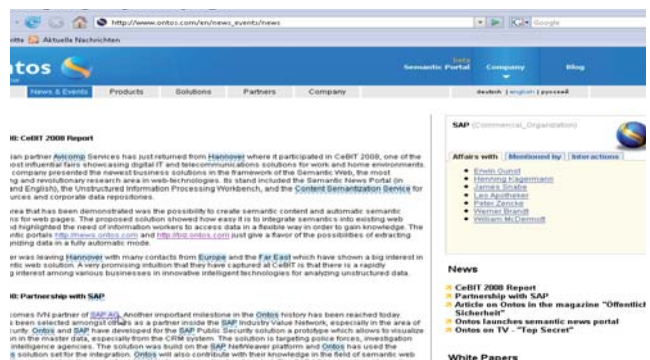 http://www.ontos.com/en/news_events/news
Google
Aktuelle Nachrichten
tos
beta
Semantic Portal
Company
Blog
News & Events
Products
Solutions
Partners
Company
deutsch | english | русский
0: CeBIT 2008 Report
ian partner Avicomp Services has just returned from Hannover where it participated in CeBIT 2008, one of the
ost influential fairs showcasing digital IT and telecommunications solutions for work and home environments.
company presented the newest business solutions in the framework of the Semantic Web, the most
ng and revolutionary research area in web-technologies. Its stand included the Semantic News Portal (in
and English), the Unstructured Information Processing Workbench, and the Content Semantization Service for
urces and corporate data repositories.
rea that has been demonstrated was the possibility to create semantic content and automatic semantic
ns for web pages. The proposed solution showed how easy it is to integrate semantics into existing web
d highlighted the need of information workers to access data in a flexible way in order to gain knowledge. The
ntic portals http://news.ontos.com and just give a flavor of the possibilities of extracting
nizing data in a fully automatic mode.
er was leaving Hannover with many contacts from Europe and the Far East which have shown a big interest in
ntic web solution. A very promising intuition that they have captured at CeBIT is that there is a rapidly
g interest among various businesses in innovative intelligent technologies for analyzing unstructured data.
0: Partnership with SAP
comes IVN partner of SAP AG. Another important milestone in the Ontos history has been reached today.
s been selected amongst others as a partner inside the SAP Industry Value Network, especially in the area of
curity. Ontos and SAP have developed for the SAP Public Security solution a prototype which allows to visualize
n in the master data, especially from the CRM system. The solution is targeting police forces, investigation
ntelligence agencies. The solution was build on the SAP NetWeaver platform and Ontos has used the
s solution set for the integration. Ontos will also contribute with their knowledge in the field of semantic web
SAP (Commercial_Organization)
Affairs with
Mentioned by
Interactions
Erwin Gunst
Henning Kagermann
James Snabe
Leo Apotheker
Peter Zencke
Werner Brandt
William McDermott
News
CeBIT 2008 Report
Partnership with SAP
Article on Ontos in the magazine "Öffentlich
Sicherheit"
Ontos launches semantic news portal
Ontos on TV - "Top Secret"
White Papers